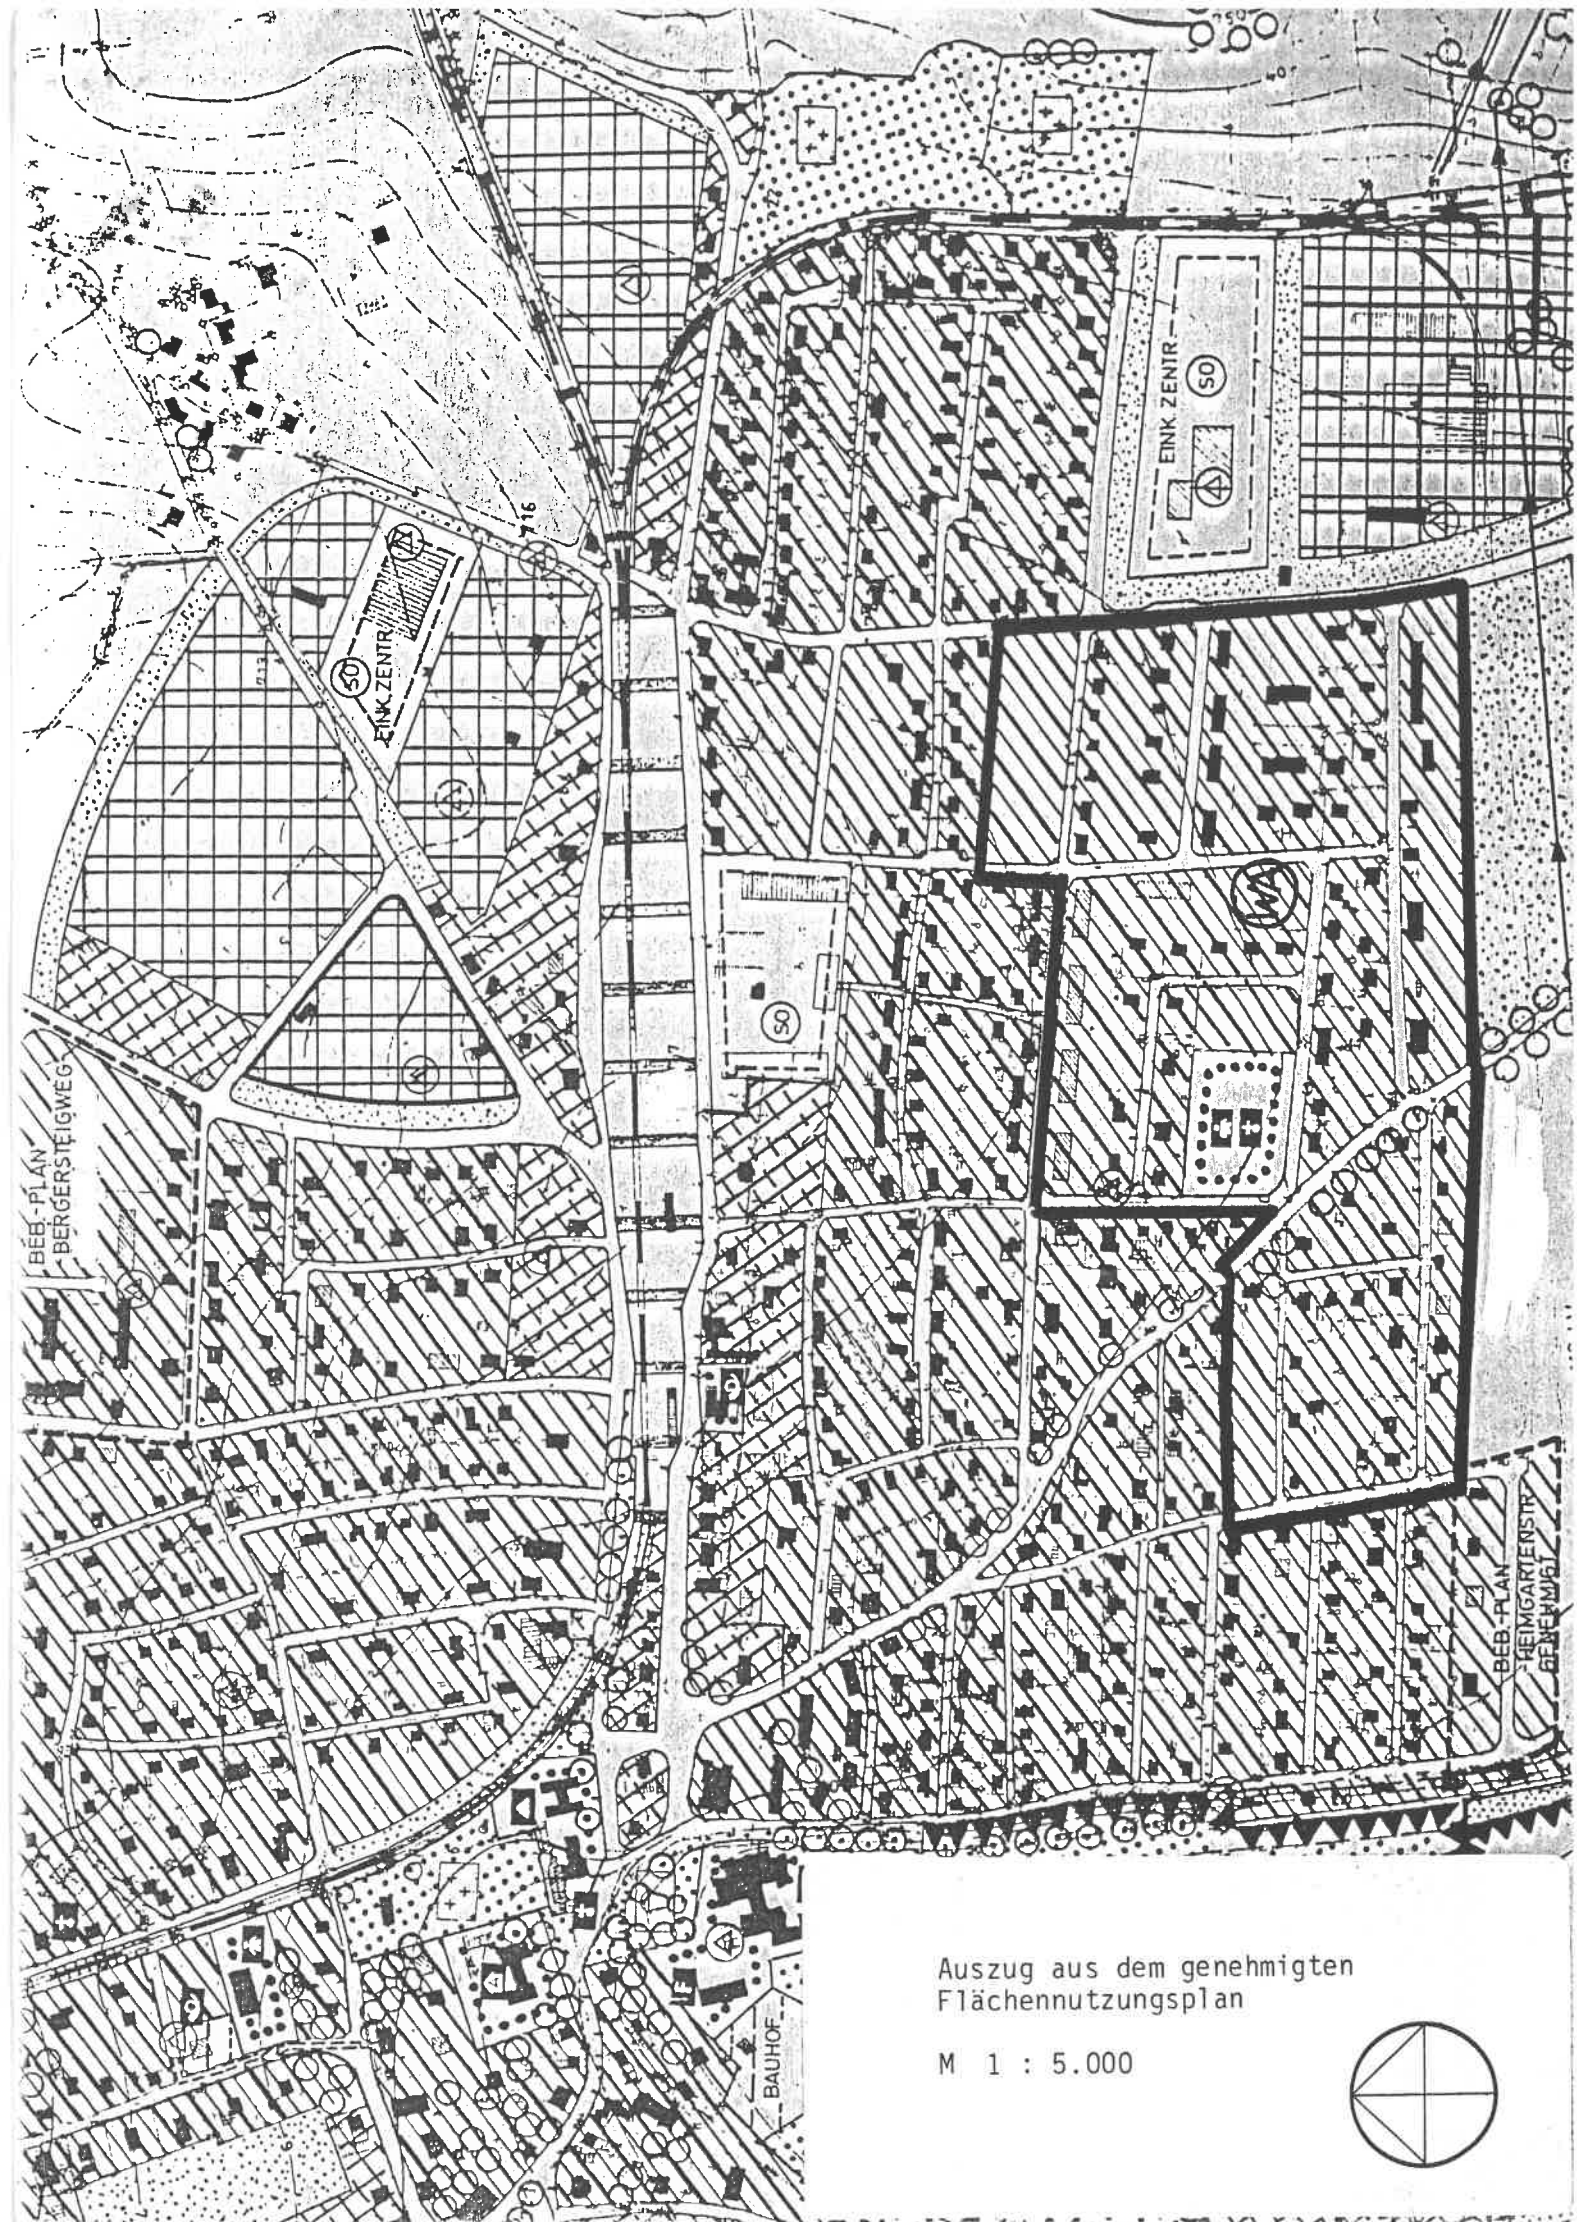 716
EINK. ZENTR.
SO
SO
EINK.ZENTR.
SO
WA
BEB.-PLAN
BERGERSTEIGWEG
BEB.-PLAN
HEIMGARTENSTR.
GENEHMIGT
F
BAUHOF
Auszug aus dem genehmigten
Flächennutzungsplan
M 1 : 5.000